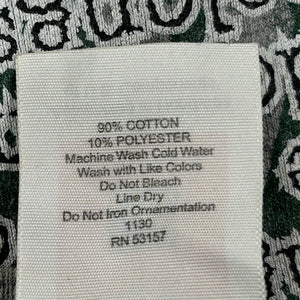 90% COTTON
10% POLYESTER
Machine Wash Cold Water
Wash with Like Colors
Do Not Bleach
Line Dry
Do Not Iron Ornamentation
1130
RN 53157